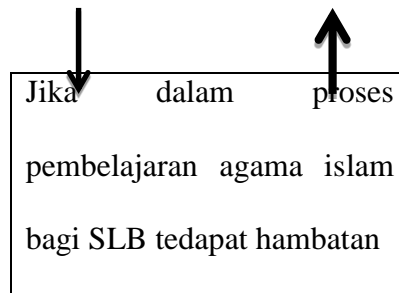 Jika dalam proses
pembelajaran agama islam
bagi SLB tedapat hambatan